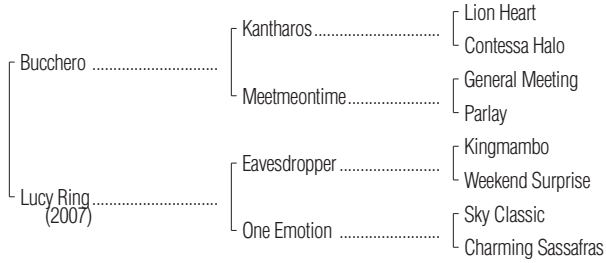 Lion Heart
Kantharos
Contessa Halo
Bucchero
General Meeting
Meetmeontime
Parlay
Kingmambo
Eavesdropper
Weekend Surprise
Lucy Ring
(2007)
Sky Classic
One Emotion
Charming Sassafras